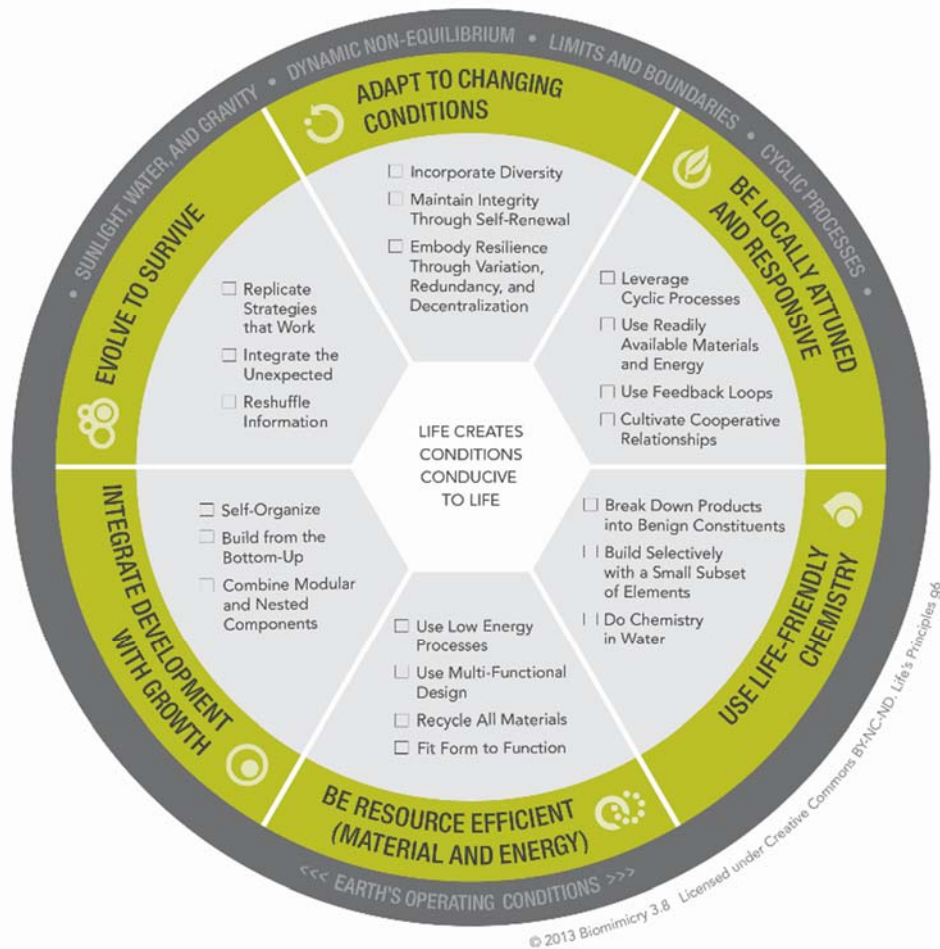 • SUNLIGHT, WATER, AND GRAVITY • DYNAMIC NON-EQUILIBRIUM • LIMITS AND BOUNDARIES • CYCLIC PROCESSES •
ADAPT TO CHANGING
CONDITIONS
Incorporate Diversity
Maintain Integrity
Through Self-Renewal
Embody Resilience
Through Variation,
Redundancy, and
Decentralization
BE LOCALLY ATTUNED
AND RESPONSIVE
Leverage
Cyclic Processes
Use Readily
Available Materials
and Energy
Use Feedback Loops
Cultivate Cooperative
Relationships
USE LIFE-FRIENDLY
CHEMISTRY
Break Down Products
into Benign Constituents
Build Selectively
with a Small Subset
of Elements
Do Chemistry
in Water
BE RESOURCE EFFICIENT
(MATERIAL AND ENERGY)
Use Low Energy
Processes
Use Multi-Functional
Design
Recycle All Materials
Fit Form to Function
INTEGRATE DEVELOPMENT
WITH GROWTH
Self-Organize
Build from the
Bottom-Up
Combine Modular
and Nested
Components
EVOLVE TO SURVIVE
Replicate
Strategies
that Work
Integrate the
Unexpected
Reshuffle
Information
LIFE CREATES
CONDITIONS
CONDUCIVE
TO LIFE
<<< EARTH'S OPERATING CONDITIONS >>>
© 2013 Biomimicry 3.8 Licensed under Creative Commons BY-NC-ND. Life's Principles